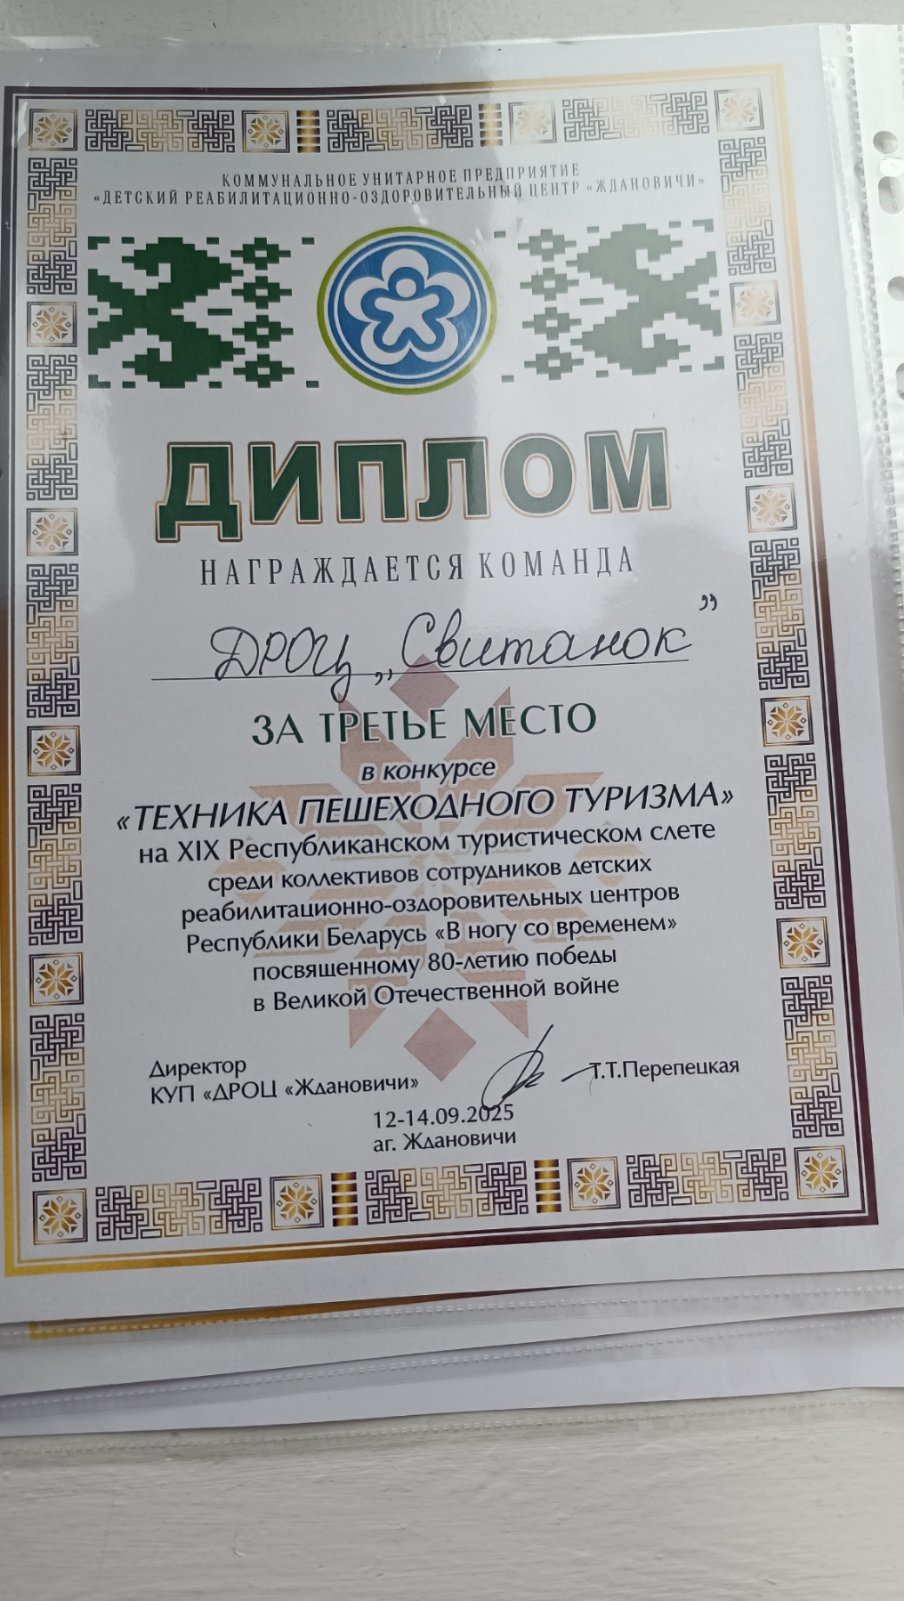 КОММУНАЛЬНОЕ УНИТАРНОЕ ПРЕДПРИЯТИЕ
«ДЕТСКИЙ РЕАБИЛИТАЦИОННО-ОЗДОРОВИТЕЛЬНЫЙ ЦЕНТР «ЖДАНОВИЧИ»
ДИПЛОМ
НАГРАЖДАЕТСЯ КОМАНДА
ДРОЦ „Свитанок”
ЗА ТРЕТЬЕ МЕСТО
в конкурсе
«ТЕХНИКА ПЕШЕХОДНОГО ТУРИЗМА»
на XIX Республиканском туристическом слете
среди коллективов сотрудников детских
реабилитационно-оздоровительных центров
Республики Беларусь «В ногу со временем»
посвященному 80-летию победы
в Великой Отечественной войне
Директор
КУП «ДРОЦ «Ждановичи»
Т.Т.Перепецкая
12-14.09.2025
аг. Ждановичи